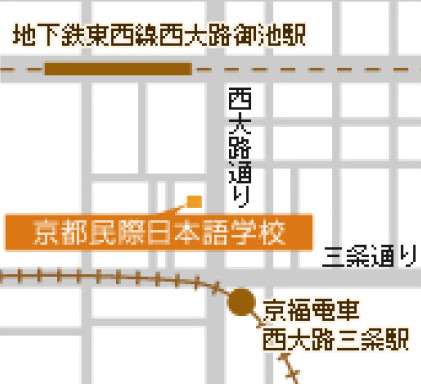 地下鉄東西線西大路御池駅
西大路通り
京都民際日本語学校
三条通り
京福電車
西大路三条駅